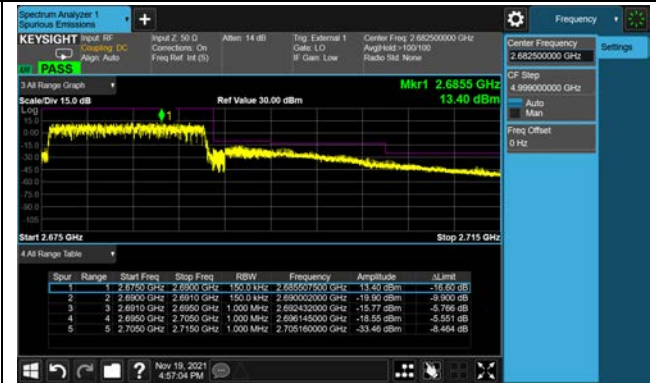 Spectrum Analyzer 1
Spurious Emissions
+
Frequency
KEYSIGHT
Input: RF
Coupling: DC
Align: Auto
Input Z: 50 Ω
Corrections: On
Freq Ref: Int (S)
Atten: 14 dB
Trig: External 1
Gate: LO
IF Gain: Low
Center Freq: 2.682500000 GHz
Avg|Hold:>100/100
Radio Std: None
PASS
Center Frequency
2.682500000 GHz
Settings
CF Step
4.999000000 GHz
Auto
Man
Freq Offset
0 Hz
3 All Range Graph
Mkr1 2.6855 GHz
13.40 dBm
Scale/Div 15.0 dB
Ref Value 30.00 dBm
Log
15.0
0.00
-15.0
-30.0
-45.0
-60.0
-75.0
-90.0
-105
1
Start 2.675 GHz
Stop 2.715 GHz
4 All Range Table
Spur Range Start Freq Stop Freq RBW Frequency Amplitude ΔLimit
1 1 2.6750 GHz 2.6900 GHz 150.0 kHz 2.685507500 GHz 13.40 dBm -16.60 dB
2 2 2.6900 GHz 2.6910 GHz 150.0 kHz 2.690002000 GHz -19.90 dBm -9.900 dB
3 3 2.6910 GHz 2.6950 GHz 1.000 MHz 2.692432000 GHz -15.77 dBm -5.766 dB
4 4 2.6950 GHz 2.7050 GHz 1.000 MHz 2.696145000 GHz -18.55 dBm -5.551 dB
5 5 2.7050 GHz 2.7150 GHz 1.000 MHz 2.705160000 GHz -33.46 dBm -8.464 dB
?
Nov 19, 2021
4:57:04 PM